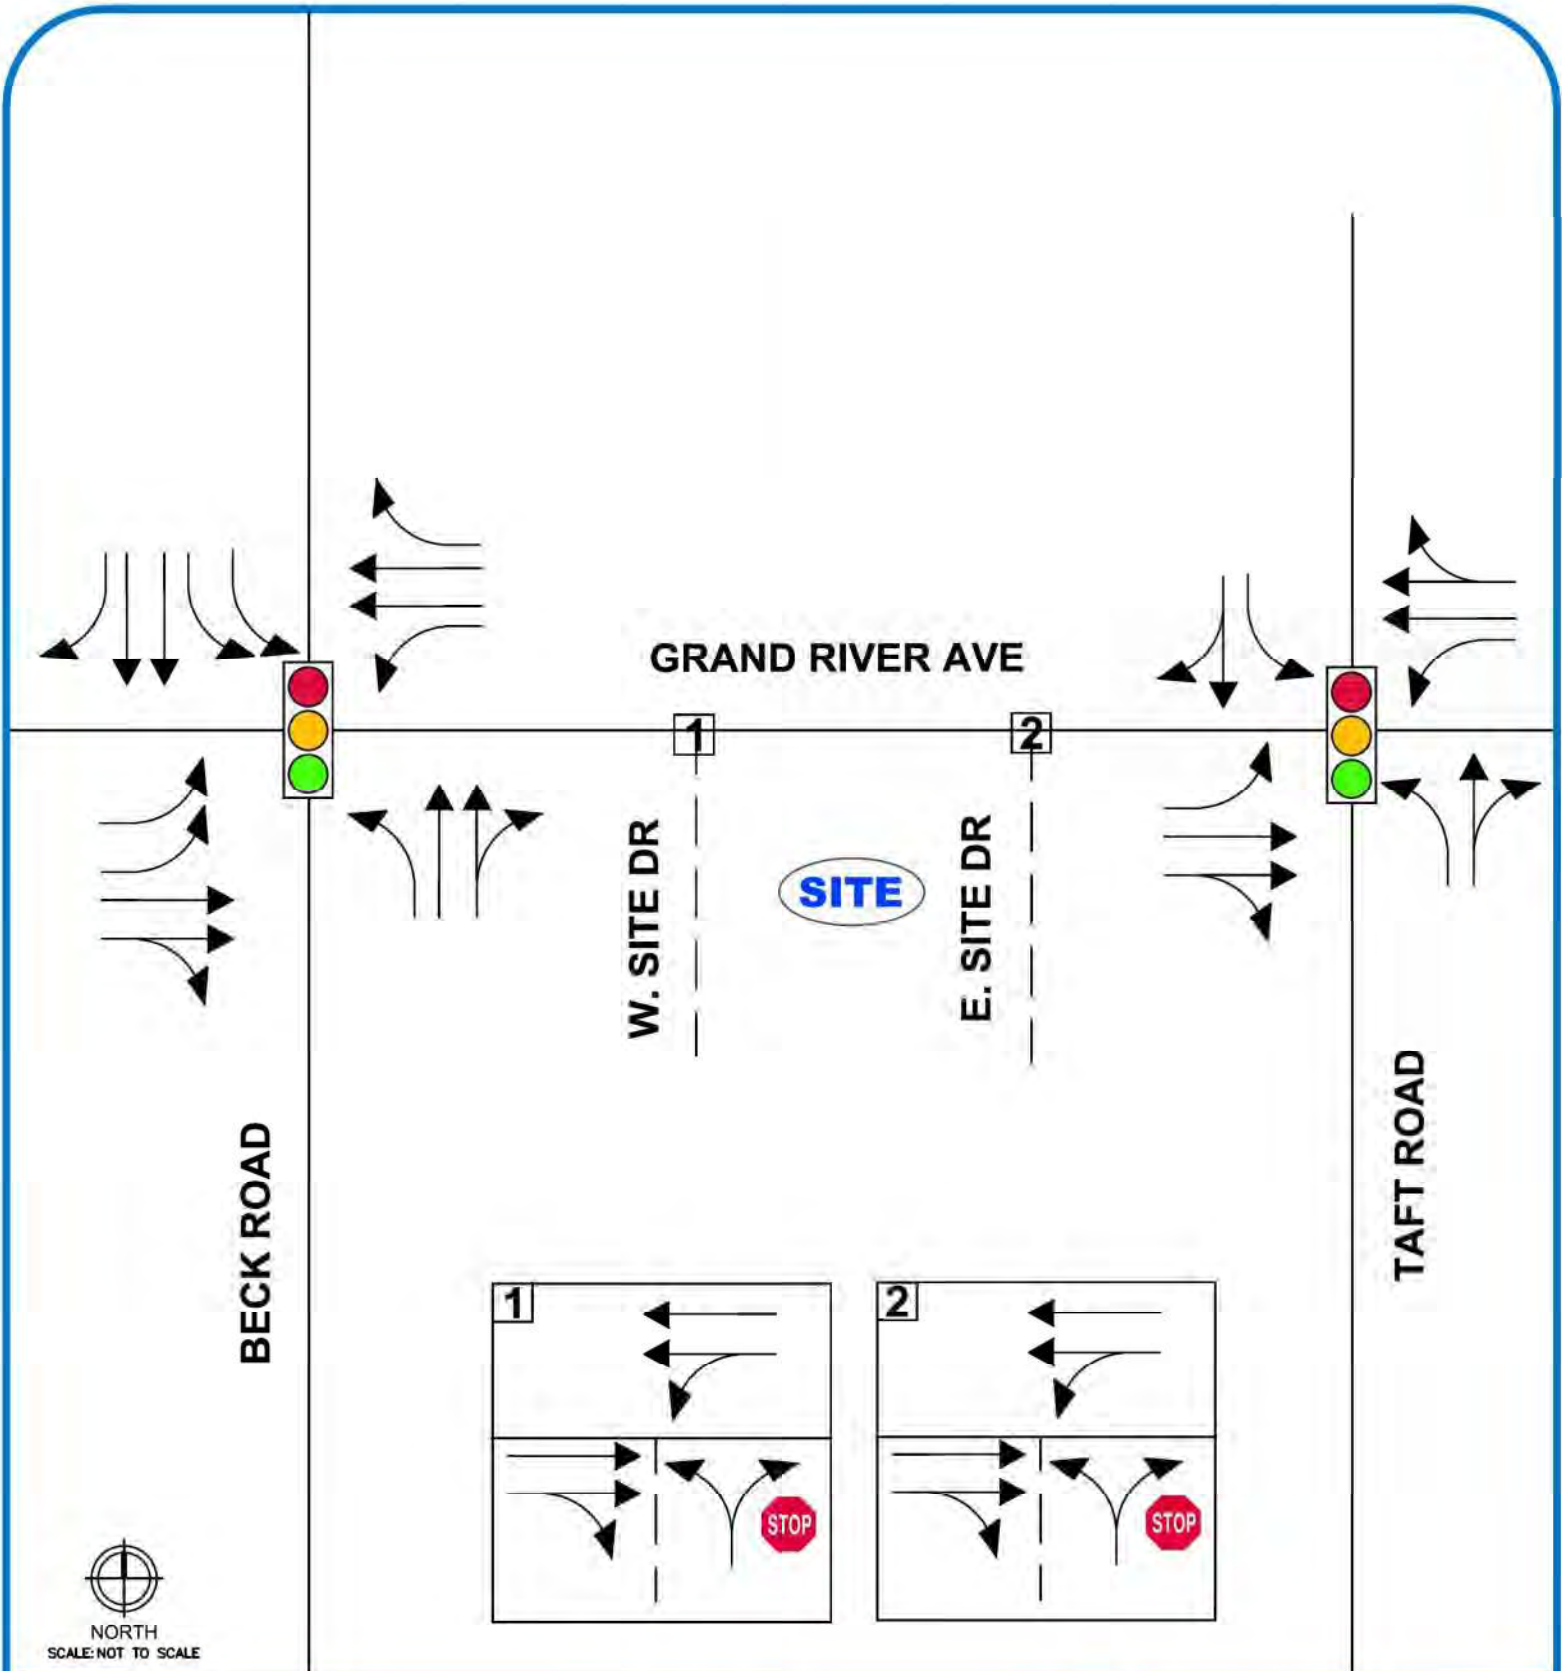 GRAND RIVER AVE
1
2
W. SITE DR
SITE
E. SITE DR
BECK ROAD
TAFT ROAD
1
2
STOP
STOP
NORTH
SCALE: NOT TO SCALE